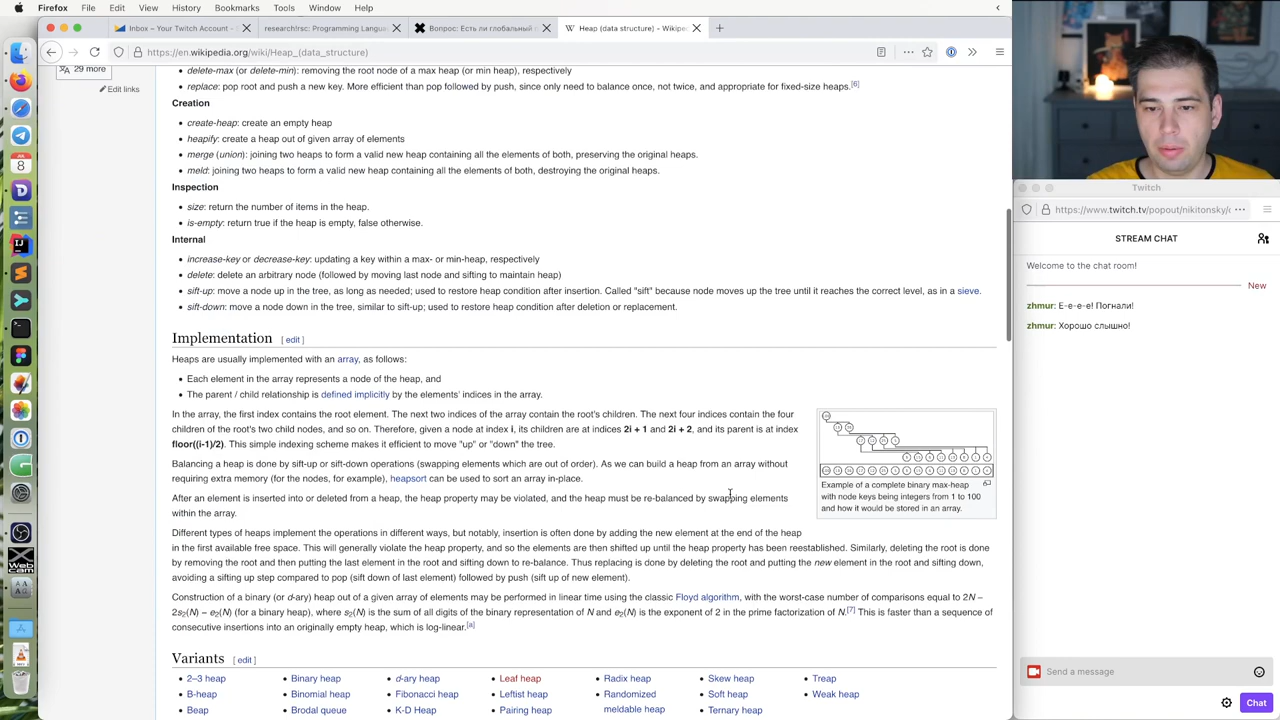 Firefox File Edit View History Bookmarks Tools Window Help
Inbox – Your Twitch Account -
research!rsc: Programming Langua
Вопрос: Есть ли глобальный
Heap (data structure) - Wikiped
https://en.wikipedia.org/wiki/Heap_(data_structure)
29 more
Edit links
delete-max (or delete-min): removing the root node of a max heap (or min heap), respectively
replace: pop root and push a new key. More efficient than pop followed by push, since only need to balance once, not twice, and appropriate for fixed-size heaps.[6]
Creation
create-heap: create an empty heap
heapify: create a heap out of given array of elements
merge (union): joining two heaps to form a valid new heap containing all the elements of both, preserving the original heaps.
meld: joining two heaps to form a valid new heap containing all the elements of both, destroying the original heaps.
Inspection
size: return the number of items in the heap.
is-empty: return true if the heap is empty, false otherwise.
Internal
increase-key or decrease-key: updating a key within a max- or min-heap, respectively
delete: delete an arbitrary node (followed by moving last node and sifting to maintain heap)
sift-up: move a node up in the tree, as long as needed; used to restore heap condition after insertion. Called "sift" because node moves up the tree until it reaches the correct level, as in a sieve.
sift-down: move a node down in the tree, similar to sift-up; used to restore heap condition after deletion or replacement.
Implementation [ edit ]
Heaps are usually implemented with an array, as follows:
Each element in the array represents a node of the heap, and
The parent / child relationship is defined implicitly by the elements' indices in the array.
In the array, the first index contains the root element. The next two indices of the array contain the root's children. The next four indices contain the four
children of the root's two child nodes, and so on. Therefore, given a node at index i, its children are at indices 2i + 1 and 2i + 2, and its parent is at index
floor((i-1)/2). This simple indexing scheme makes it efficient to move "up" or "down" the tree.
Balancing a heap is done by sift-up or sift-down operations (swapping elements which are out of order). As we can build a heap from an array without
requiring extra memory (for the nodes, for example), heapsort can be used to sort an array in-place.
After an element is inserted into or deleted from a heap, the heap property may be violated, and the heap must be re-balanced by swapping elements
within the array.
Example of a complete binary max-heap
with node keys being integers from 1 to 100
and how it would be stored in an array.
Different types of heaps implement the operations in different ways, but notably, insertion is often done by adding the new element at the end of the heap
in the first available free space. This will generally violate the heap property, and so the elements are then shifted up until the heap property has been reestablished. Similarly, deleting the root is done
by removing the root and then putting the last element in the root and sifting down to re-balance. Thus replacing is done by deleting the root and putting the new element in the root and sifting down,
avoiding a sifting up step compared to pop (sift down of last element) followed by push (sift up of new element).
Construction of a binary (or d-ary) heap out of a given array of elements may be performed in linear time using the classic Floyd algorithm, with the worst-case number of comparisons equal to 2N −
2s2(N) − e2(N) (for a binary heap), where s2(N) is the sum of all digits of the binary representation of N and e2(N) is the exponent of 2 in the prime factorization of N.[7] This is faster than a sequence of
consecutive insertions into an originally empty heap, which is log-linear.[a]
Variants [ edit ]
2–3 heap Binary heap d-ary heap Leaf heap Radix heap Skew heap Treap
B-heap Binomial heap Fibonacci heap Leftist heap Randomized Soft heap Weak heap
Beap Brodal queue K-D Heap Pairing heap meldable heap Ternary heap
Twitch
https://www.twitch.tv/popout/nikitonsky/
STREAM CHAT
Welcome to the chat room!
New
zhmur: Е-е-е-е! Погнали!
zhmur: Хорошо слышно!
Send a message
Chat